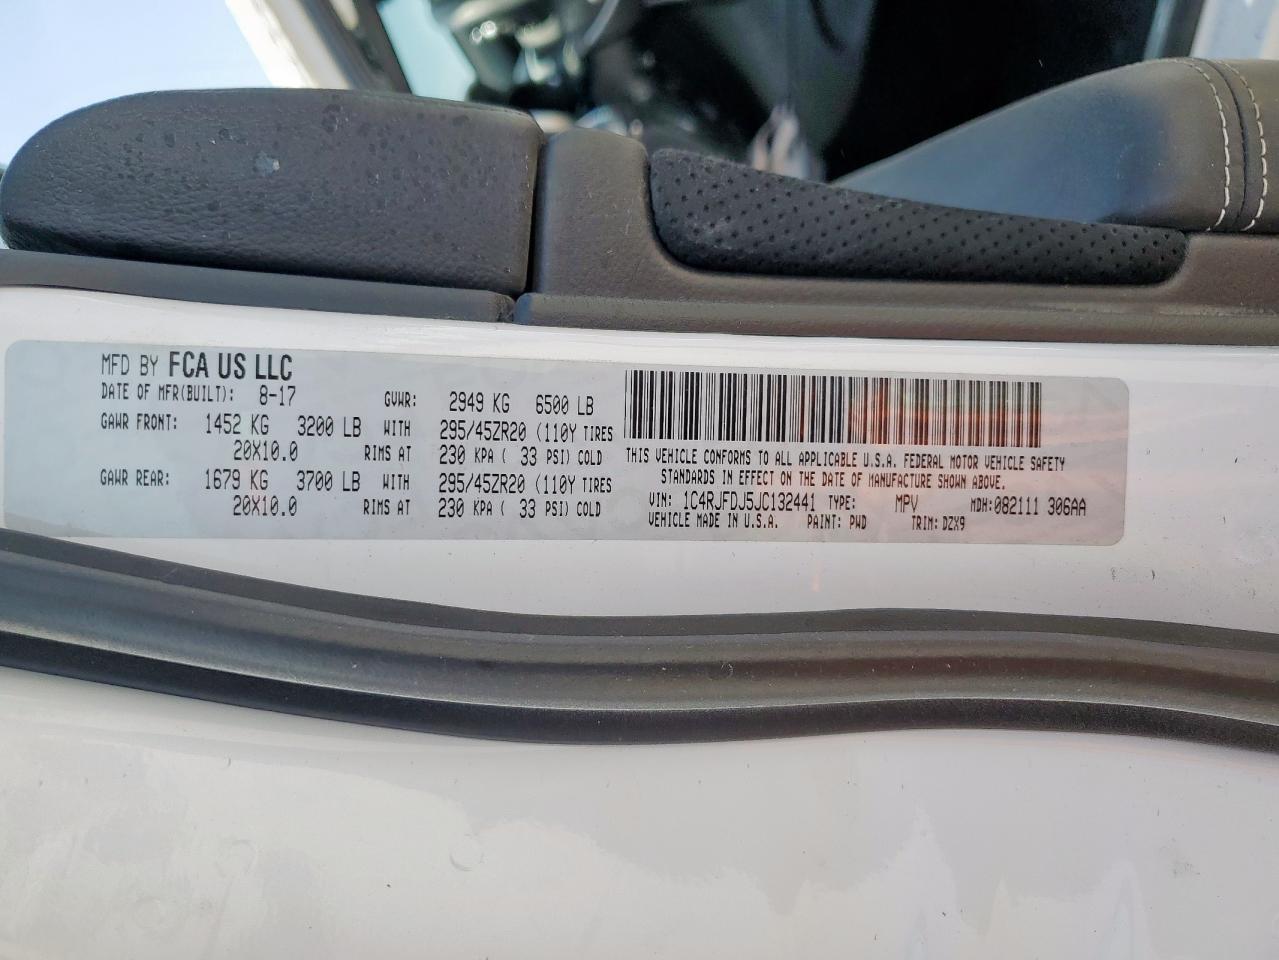 MFD BY FCA US LLC
DATE OF MFR(BUILT): 8-17 GVWR: 2949 KG 6500 LB
GAWR FRONT: 1452 KG 3200 LB WITH 295/45ZR20 (110Y TIRES
20X10.0 RIMS AT 230 KPA ( 33 PSI) COLD
GAWR REAR: 1679 KG 3700 LB WITH 295/45ZR20 (110Y TIRES
20X10.0 RIMS AT 230 KPA ( 33 PSI) COLD
THIS VEHICLE CONFORMS TO ALL APPLICABLE U.S.A. FEDERAL MOTOR VEHICLE SAFETY
STANDARDS IN EFFECT ON THE DATE OF MANUFACTURE SHOWN ABOVE.
VIN: 1C4RJFDJ5JC132441 TYPE: MPV MDH:082111 306AA
VEHICLE MADE IN U.S.A. PAINT: PWD TRIM: DZX9